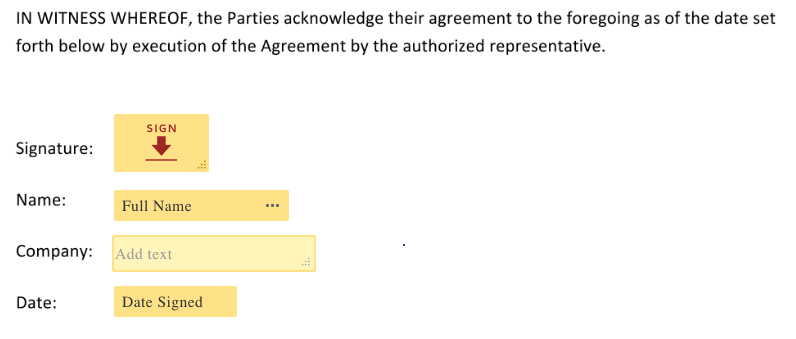 IN WITNESS WHEREOF, the Parties acknowledge their agreement to the foregoing as of the date set
forth below by execution of the Agreement by the authorized representative.
SIGN
Signature:
Name: Full Name ...
Company: Add text
Date: Date Signed